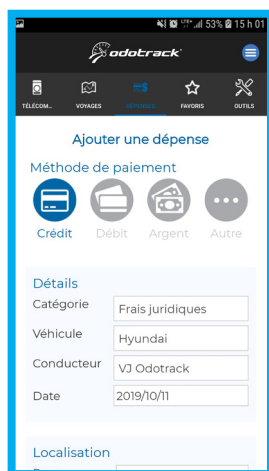 LTE+ 53% 15 h 01
odotrack
TÉLÉCOM... VOYAGES DÉPENSES FAVORIS OUTILS
Ajouter une dépense
Méthode de paiement
Crédit Débit Argent Autre
Détails
Catégorie Frais juridiques
Véhicule Hyundai
Conducteur VJ Odotrack
Date 2019/10/11
Localisation